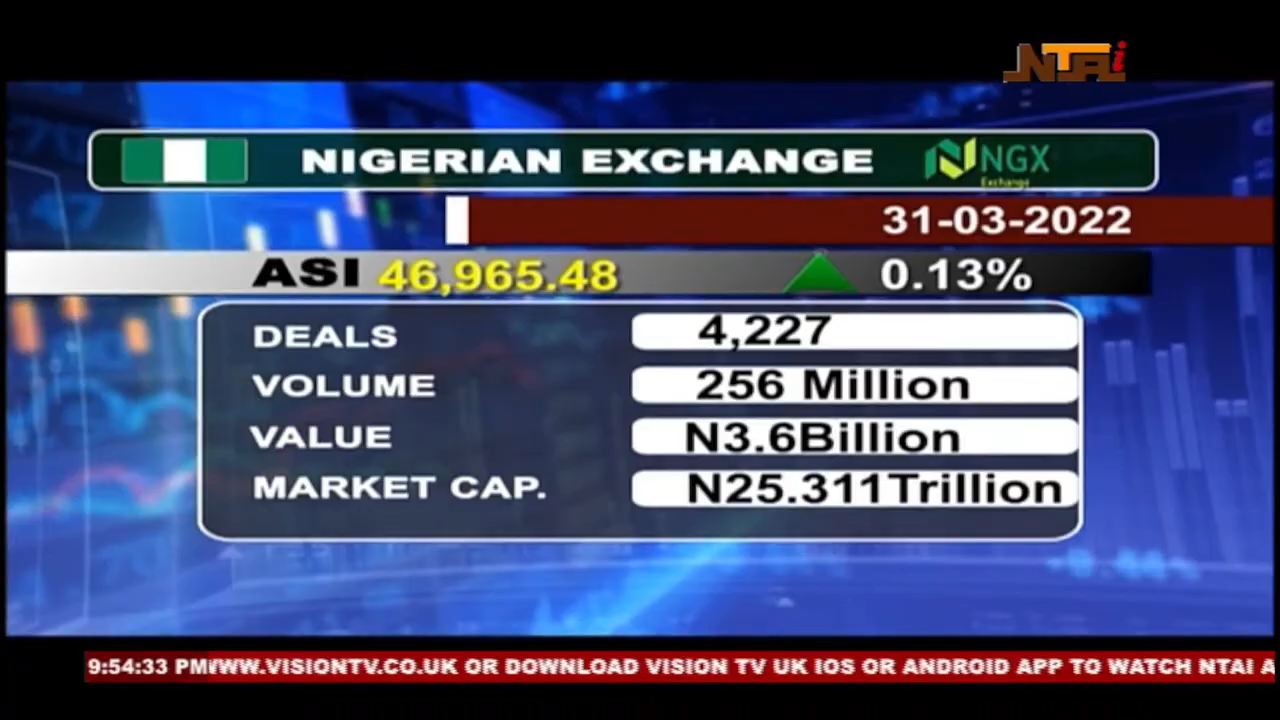 NTAi
NIGERIAN EXCHANGE NGX
Exchange
31-03-2022
ASI 46,965.48 0.13%
DEALS 4,227
VOLUME 256 Million
VALUE N3.6Billion
MARKET CAP. N25.311Trillion
9:54:33 PM WWW.VISIONTV.CO.UK OR DOWNLOAD VISION TV UK IOS OR ANDROID APP TO WATCH NTAI A